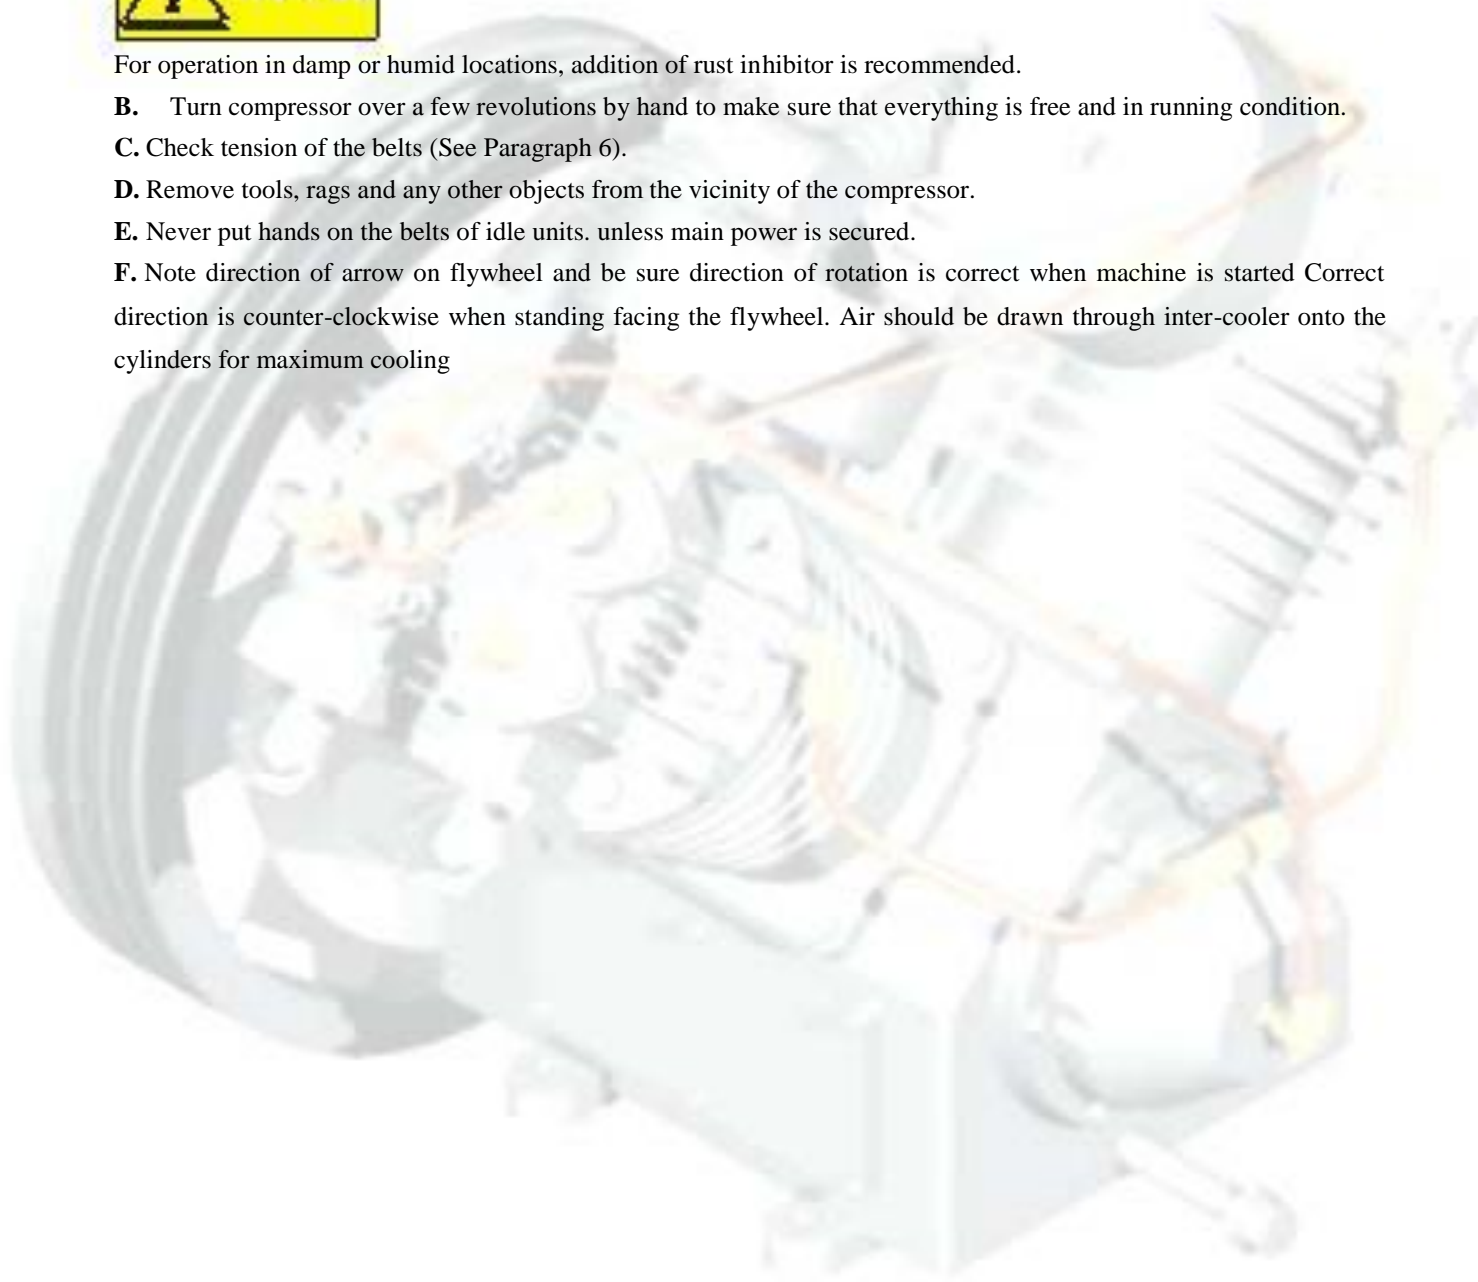 For operation in damp or humid locations, addition of rust inhibitor is recommended.
B. Turn compressor over a few revolutions by hand to make sure that everything is free and in running condition.
C. Check tension of the belts (See Paragraph 6).
D. Remove tools, rags and any other objects from the vicinity of the compressor.
E. Never put hands on the belts of idle units. unless main power is secured.
F. Note direction of arrow on flywheel and be sure direction of rotation is correct when machine is started Correct
direction is counter-clockwise when standing facing the flywheel. Air should be drawn through inter-cooler onto the
cylinders for maximum cooling